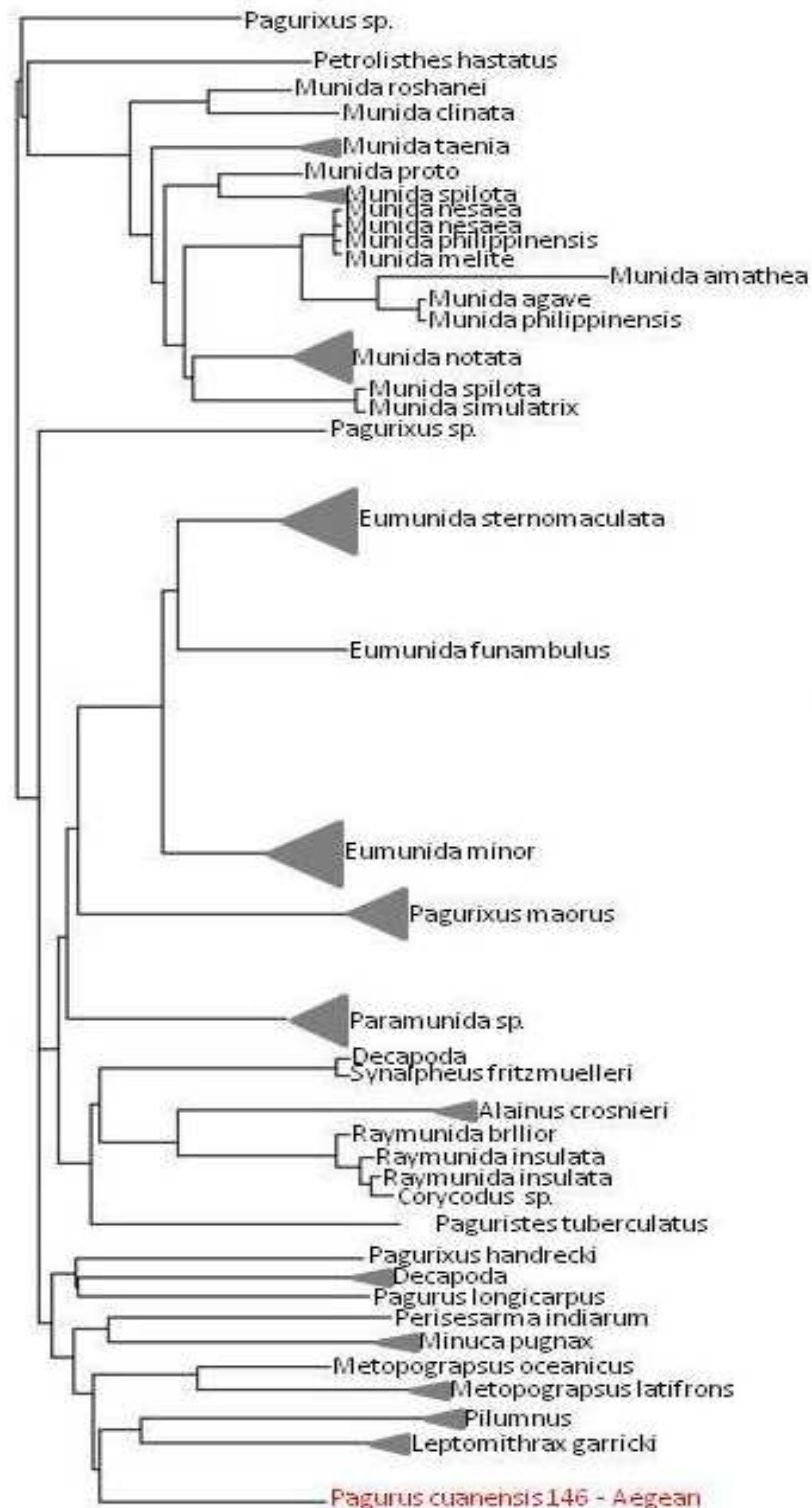 Pagurixus sp.
Petrolisthes hastatus
Munida roshanei
Munida clinata
Munida taenia
Munida proto
Munida spilota
Munida nesaea
Munida nesaea
Munida philippinensis
Munida melite
Munida amathea
Munida agave
Munida philippinensis
Munida notata
Munida spilota
Munida simulatrix
Pagurixus sp.
Eumunida sternomaculata
Eumunida funambulus
Eumunida minor
Pagurixus maorus
Paramunida sp.
Decapoda
Synalpheus fritzmuelleri
Alainus crosnieri
Raymunida brllior
Raymunida insulata
Raymunida insulata
Corycodus sp.
Paguristes tuberculatus
Pagurixus handrecki
Decapoda
Pagurus longicarpus
Perisesarma indiarum
Minuca pugnax
Metopograpsus oceanicus
Metopograpsus latifrons
Pilumnus
Leptomithrax garricki
Pagurus cuanensis 146 - Aegean